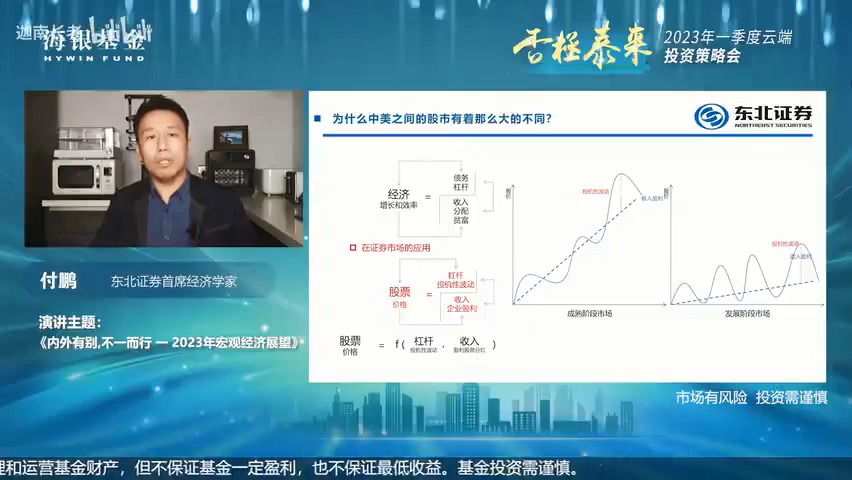 迦南长老
海银基金
HYWIN FUND
否极泰来
2023年一季度云端
投资策略会
为什么中美之间的股市有着那么大的不同?
东北证券
NORTHEAST SECURITIES
经济
增长和效率
=
债务
杠杆
收入
分配
贫富
在证券市场的应用
股票
价格
=
杠杆
投机性波动
收入
企业盈利
股票
价格
= f ( 杠杆 , 收入 )
投机性波动 盈利股息分红
股价
投机性波动
收入盈利
成熟阶段市场
股价
投机性波动
收入盈利
发展阶段市场
付鹏 东北证券首席经济学家
演讲主题:
《内外有别,不一而行 — 2023年宏观经济展望》
市场有风险 投资需谨慎
理和运营基金财产，但不保证基金一定盈利，也不保证最低收益。基金投资需谨慎。